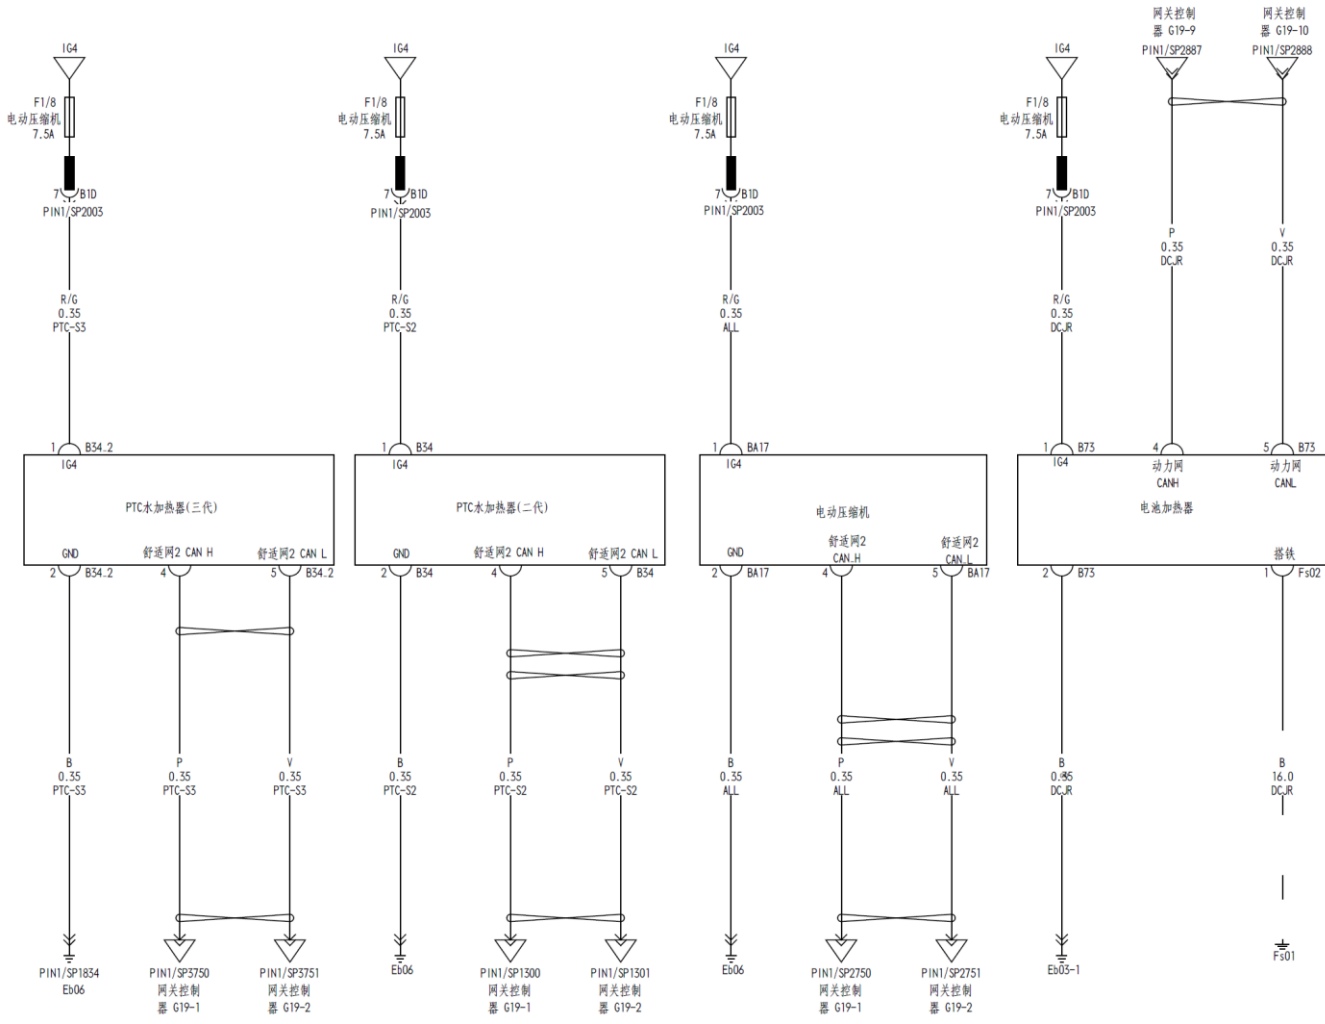 网关控制
器 G19-9
PIN1/SP2887
网关控制
器 G19-10
PIN1/SP2888
IG4
IG4
IG4
IG4
F1/8
电动压缩机
7.5A
F1/8
电动压缩机
7.5A
F1/8
电动压缩机
7.5A
F1/8
电动压缩机
7.5A
7 B1D
PIN1/SP2003
7 B1D
PIN1/SP2003
7 B1D
PIN1/SP2003
7 B1D
PIN1/SP2003
P
0.35
DCJR
V
0.35
DCJR
R/G
0.35
PTC-S3
R/G
0.35
PTC-S2
R/G
0.35
ALL
R/G
0.35
DCJR
1 B34.2
IG4
PTC水加热器(三代)
GND
舒适网2 CAN H
舒适网2 CAN L
2 B34.2
4
5 B34.2
1 B34
IG4
PTC水加热器(二代)
GND
舒适网2 CAN H
舒适网2 CAN L
2 B34
4
5 B34
1 BA17
IG4
电动压缩机
GND
舒适网2
CAN_H
舒适网2
CAN_L
2 BA17
4
5 BA17
1 B73
IG4
4
动力网
CANH
5 B73
动力网
CANL
电池加热器
搭铁
2 B73
1 Fs02
B
0.35
PTC-S3
P
0.35
PTC-S3
V
0.35
PTC-S3
B
0.35
PTC-S2
P
0.35
PTC-S2
V
0.35
PTC-S2
B
0.35
ALL
P
0.35
ALL
V
0.35
ALL
B
DCJR
B
16.0
DCJR
PIN1/SP1834
Eb06
PIN1/SP3750
网关控制
器 G19-1
PIN1/SP3751
网关控制
器 G19-2
Eb06
PIN1/SP1300
网关控制
器 G19-1
PIN1/SP1301
网关控制
器 G19-2
Eb06
PIN1/SP2750
网关控制
器 G19-1
PIN1/SP2751
网关控制
器 G19-2
Eb03-1
Fs01